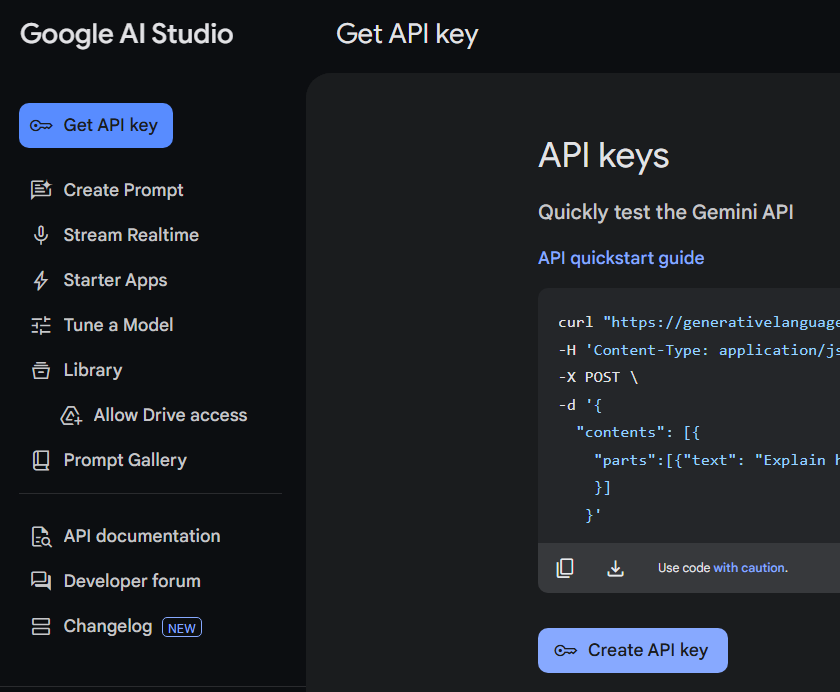 Google AI Studio
Get API key
Get API key
Create Prompt
Stream Realtime
Starter Apps
Tune a Model
Library
Allow Drive access
Prompt Gallery
API documentation
Developer forum
Changelog NEW
API keys
Quickly test the Gemini API
API quickstart guide
curl "https://generativelanguage
-H 'Content-Type: application/js
-X POST \
-d '{
"contents": [{
"parts":[{"text": "Explain h
}]
}'
Use code with caution.
Create API key